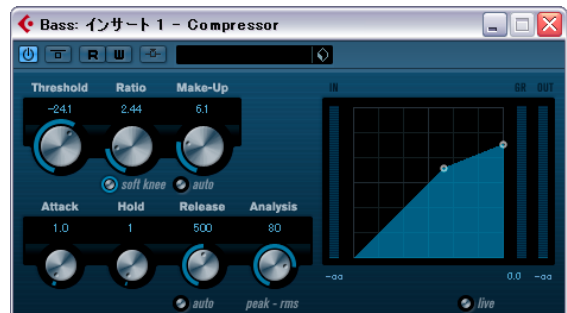 Bass: インサート 1 - Compressor
R W
Threshold Ratio Make-Up
-24.1 2.44 6.1
soft knee auto
Attack Hold Release Analysis
1.0 1 500 80
auto peak - rms
IN GR OUT
-oo 0.0 -oo
live